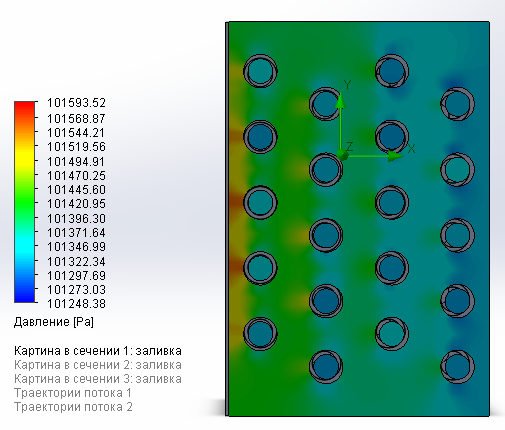 Y
X
Z
101593.52
101568.87
101544.21
101519.56
101494.91
101470.25
101445.60
101420.95
101396.30
101371.64
101346.99
101322.34
101297.69
101273.03
101248.38
Давление [Pa]
Картина в сечении 1: заливка
Картина в сечении 2: заливка
Картина в сечении 3: заливка
Траектории потока 1
Траектории потока 2